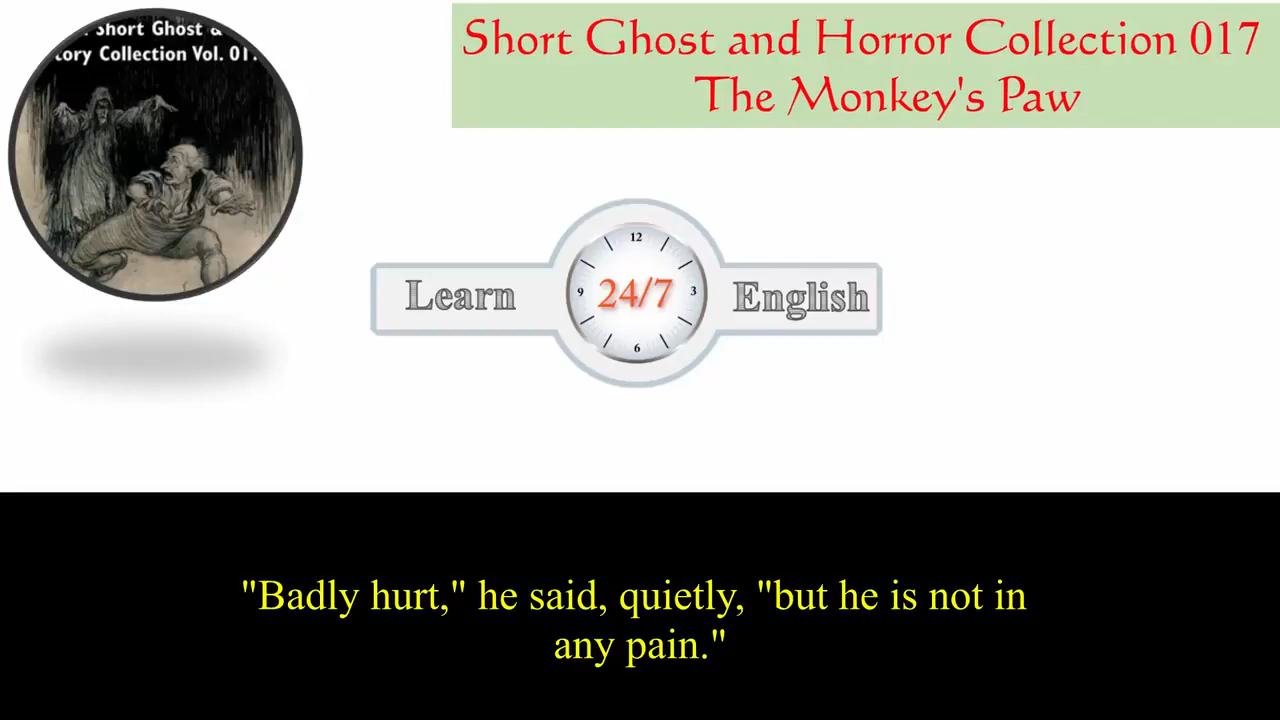 Short Ghost &
tory Collection Vol. 01
Short Ghost and Horror Collection 017
The Monkey's Paw
Learn 24/7 English
12
9
3
6
"Badly hurt," he said, quietly, "but he is not in
any pain."